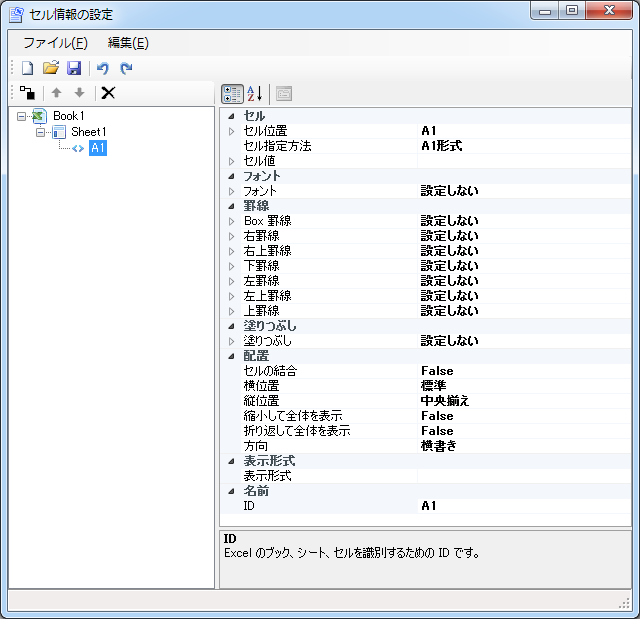 セル情報の設定
ファイル(F) 編集(E)
Book1
Sheet1
A1
セル
セル位置 A1
セル指定方法 A1形式
セル値
フォント
フォント 設定しない
罫線
Box 罫線 設定しない
右罫線 設定しない
右上罫線 設定しない
下罫線 設定しない
左罫線 設定しない
左上罫線 設定しない
上罫線 設定しない
塗りつぶし
塗りつぶし 設定しない
配置
セルの結合 False
横位置 標準
縦位置 中央揃え
縮小して全体を表示 False
折り返して全体を表示 False
方向 横書き
表示形式
表示形式
名前
ID A1
ID
Excel のブック、シート、セルを識別するための ID です。